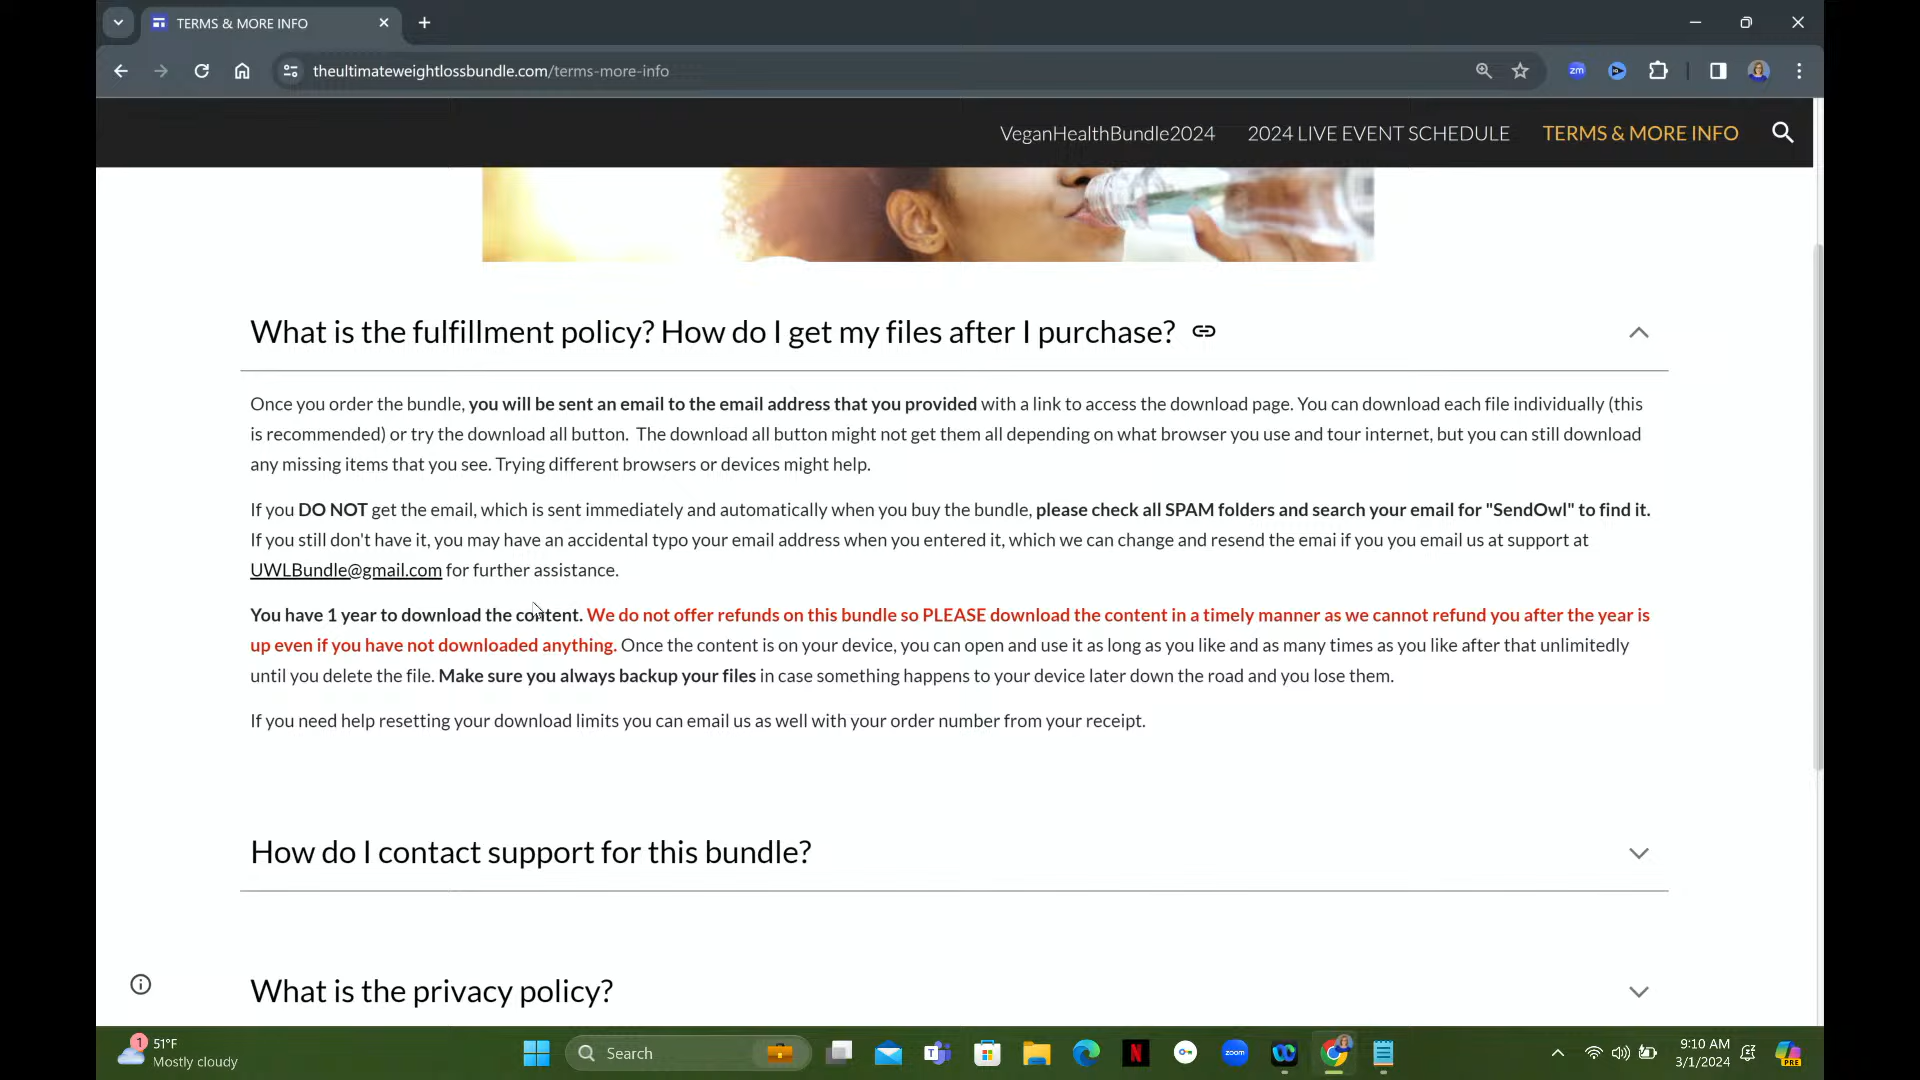 TERMS & MORE INFO
theultimateweightlossbundle.com/terms-more-info
zm
VeganHealthBundle2024
2024 LIVE EVENT SCHEDULE
TERMS & MORE INFO
What is the fulfillment policy? How do I get my files after I purchase?
Once you order the bundle, you will be sent an email to the email address that you provided with a link to access the download page. You can download each file individually (this
is recommended) or try the download all button.  The download all button might not get them all depending on what browser you use and tour internet, but you can still download
any missing items that you see. Trying different browsers or devices might help.
If you DO NOT get the email, which is sent immediately and automatically when you buy the bundle, please check all SPAM folders and search your email for "SendOwl" to find it.
If you still don't have it, you may have an accidental typo your email address when you entered it, which we can change and resend the emai if you you email us at support at
UWLBundle@gmail.com for further assistance.
You have 1 year to download the content. We do not offer refunds on this bundle so PLEASE download the content in a timely manner as we cannot refund you after the year is
up even if you have not downloaded anything. Once the content is on your device, you can open and use it as long as you like and as many times as you like after that unlimitedly
until you delete the file. Make sure you always backup your files in case something happens to your device later down the road and you lose them.
If you need help resetting your download limits you can email us as well with your order number from your receipt.
How do I contact support for this bundle?
What is the privacy policy?
1
51°F
Mostly cloudy
Search
zoom
9:10 AM
3/1/2024
PRE